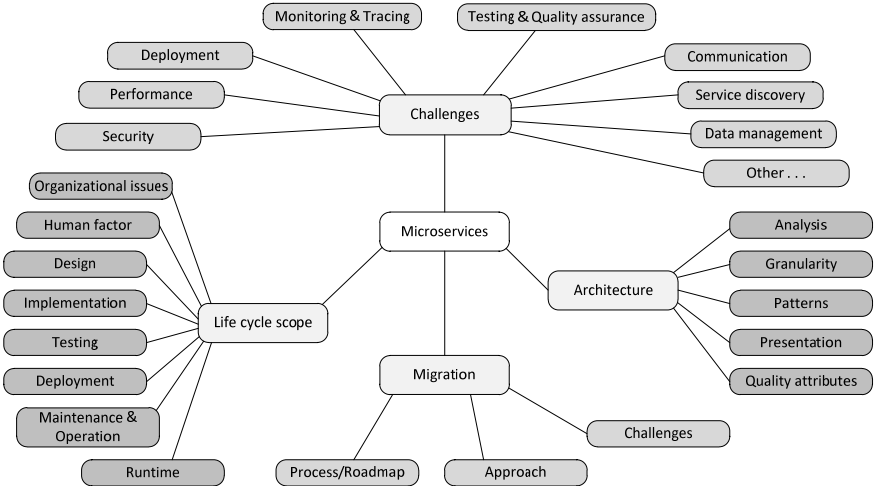 Monitoring & Tracing
Testing & Quality assurance
Deployment
Communication
Performance
Challenges
Service discovery
Security
Data management
Other . . .
Organizational issues
Human factor
Microservices
Analysis
Design
Granularity
Architecture
Implementation
Patterns
Life cycle scope
Testing
Presentation
Deployment
Migration
Quality attributes
Maintenance &
Operation
Challenges
Runtime
Process/Roadmap
Approach